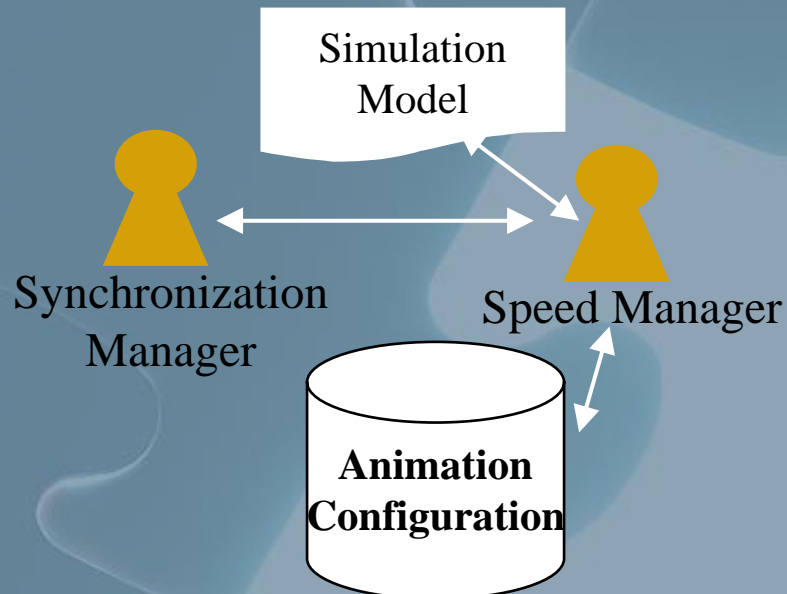 Simulation
Model
Synchronization
Manager
Speed Manager
Animation
Configuration